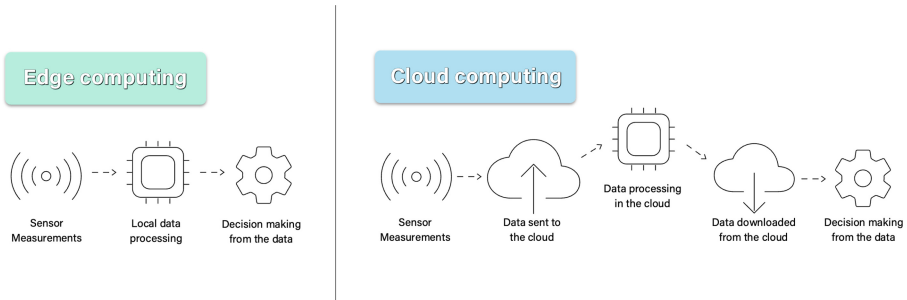 Edge computing
Sensor
Measurements
Local data
processing
Decision making
from the data
Cloud computing
Sensor
Measurements
Data sent to
the cloud
Data processing
in the cloud
Data downloaded
from the cloud
Decision making
from the data